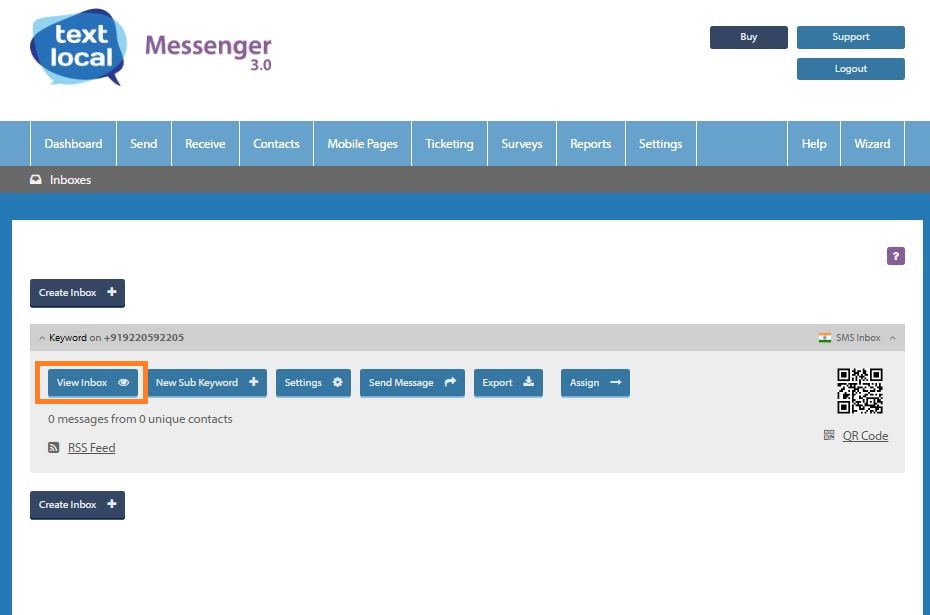 text
local
Messenger
3.0
Buy
Support
Logout
Dashboard Send Receive Contacts Mobile Pages Ticketing Surveys Reports Settings Help Wizard
Inboxes
?
Create Inbox +
Keyword on +919220592205 SMS Inbox
View Inbox New Sub Keyword + Settings Send Message Export Assign
0 messages from 0 unique contacts
QR Code
RSS Feed
Create Inbox +